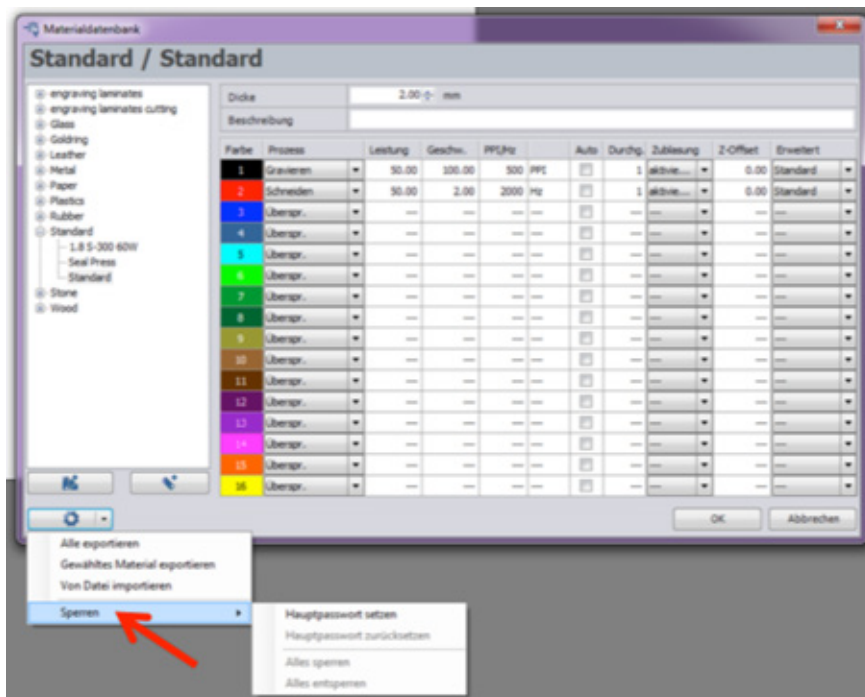 Materialdatenbank
Standard / Standard
engraving laminates
engraving laminates cutting
Glass
Goldring
Leather
Metal
Paper
Plastics
Rubber
Standard
1.8 S-300 60W
Seal Press
Standard
Stone
Wood
Dicke 2.00 mm
Beschreibung
Farbe Prozess Leistung Geschw. PPI/Hz Auto Durchg. Zublasung Z-Offset Erweitert
1 Gravieren 50.00 100.00 500 PPI 1 aktivie.... 0.00 Standard
2 Schneiden 50.00 2.00 2000 Hz 1 aktivie.... 0.00 Standard
3 Überspr. --- --- --- --- --- --- --- ---
4 Überspr. --- --- --- --- --- --- --- ---
5 Überspr. --- --- --- --- --- --- --- ---
6 Überspr. --- --- --- --- --- --- --- ---
7 Überspr. --- --- --- --- --- --- --- ---
8 Überspr. --- --- --- --- --- --- --- ---
9 Überspr. --- --- --- --- --- --- --- ---
10 Überspr. --- --- --- --- --- --- --- ---
11 Überspr. --- --- --- --- --- --- --- ---
12 Überspr. --- --- --- --- --- --- --- ---
13 Überspr. --- --- --- --- --- --- --- ---
14 Überspr. --- --- --- --- --- --- --- ---
15 Überspr. --- --- --- --- --- --- --- ---
16 Überspr. --- --- --- --- --- --- --- ---
OK Abbrechen
Alle exportieren
Gewähltes Material exportieren
Von Datei importieren
Sperren
Hauptpasswort setzen
Hauptpasswort zurücksetzen
Alles sperren
Alles entsperren